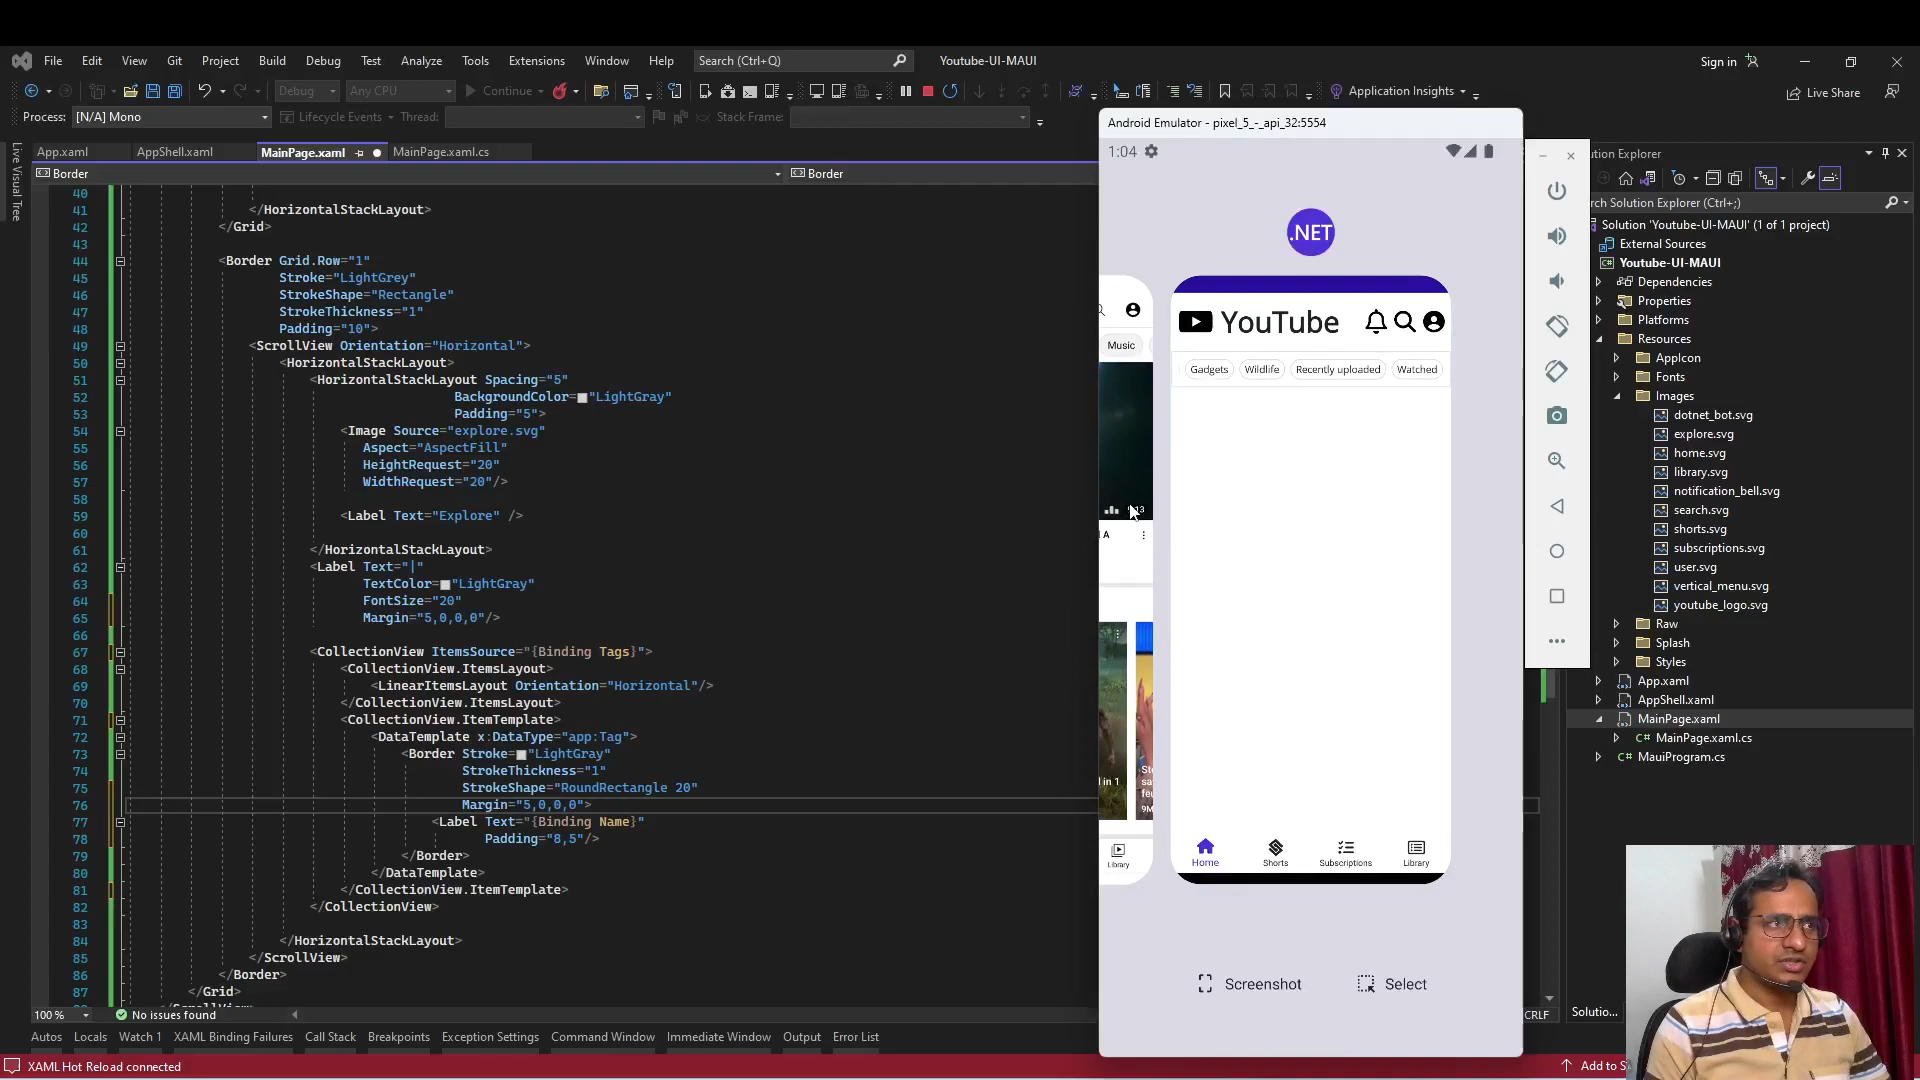 File Edit View Git Project Build Debug Test Analyze Tools Extensions Window Help Search (Ctrl+Q) Youtube-UI-MAUI Sign in
Debug Any CPU Continue Application Insights Live Share
Process: [N/A] Mono Lifecycle Events Thread: Stack Frame:
App.xaml AppShell.xaml MainPage.xaml MainPage.xaml.cs
Border Border
Live Visual Tree
40
41 </HorizontalStackLayout>
42 </Grid>
43
44 <Border Grid.Row="1"
45 Stroke="LightGrey"
46 StrokeShape="Rectangle"
47 StrokeThickness="1"
48 Padding="10">
49 <ScrollView Orientation="Horizontal">
50 <HorizontalStackLayout>
51 <HorizontalStackLayout Spacing="5"
52 BackgroundColor="LightGray"
53 Padding="5">
54 <Image Source="explore.svg"
55 Aspect="AspectFill"
56 HeightRequest="20"
57 WidthRequest="20"/>
58
59 <Label Text="Explore" />
60
61 </HorizontalStackLayout>
62 <Label Text="|"
63 TextColor="LightGray"
64 FontSize="20"
65 Margin="5,0,0,0"/>
66
67 <CollectionView ItemsSource="{Binding Tags}">
68 <CollectionView.ItemsLayout>
69 <LinearItemsLayout Orientation="Horizontal"/>
70 </CollectionView.ItemsLayout>
71 <CollectionView.ItemTemplate>
72 <DataTemplate x:DataType="app:Tag">
73 <Border Stroke="LightGray"
74 StrokeThickness="1"
75 StrokeShape="RoundRectangle 20"
76 Margin="5,0,0,0">
77 <Label Text="{Binding Name}"
78 Padding="8,5"/>
79 </Border>
80 </DataTemplate>
81 </CollectionView.ItemTemplate>
82 </CollectionView>
83
84 </HorizontalStackLayout>
85 </ScrollView>
86 </Border>
87 </Grid>
100 % No issues found CRLF
Autos Locals Watch 1 XAML Binding Failures Call Stack Breakpoints Exception Settings Command Window Immediate Window Output Error List
XAML Hot Reload connected Add to S
Android Emulator - pixel_5_-_api_32:5554
1:04
.NET
YouTube
Music
Gadgets Wildlife Recently uploaded Watched
A
d in 1
9M
Library
Home Shorts Subscriptions Library
Screenshot Select
ution Explorer
rch Solution Explorer (Ctrl+;)
Solution 'Youtube-UI-MAUI' (1 of 1 project)
External Sources
Youtube-UI-MAUI
Dependencies
Properties
Platforms
Resources
AppIcon
Fonts
Images
dotnet_bot.svg
explore.svg
home.svg
library.svg
notification_bell.svg
search.svg
shorts.svg
subscriptions.svg
user.svg
vertical_menu.svg
youtube_logo.svg
Raw
Splash
Styles
App.xaml
AppShell.xaml
MainPage.xaml
MainPage.xaml.cs
MauiProgram.cs
Solutio...